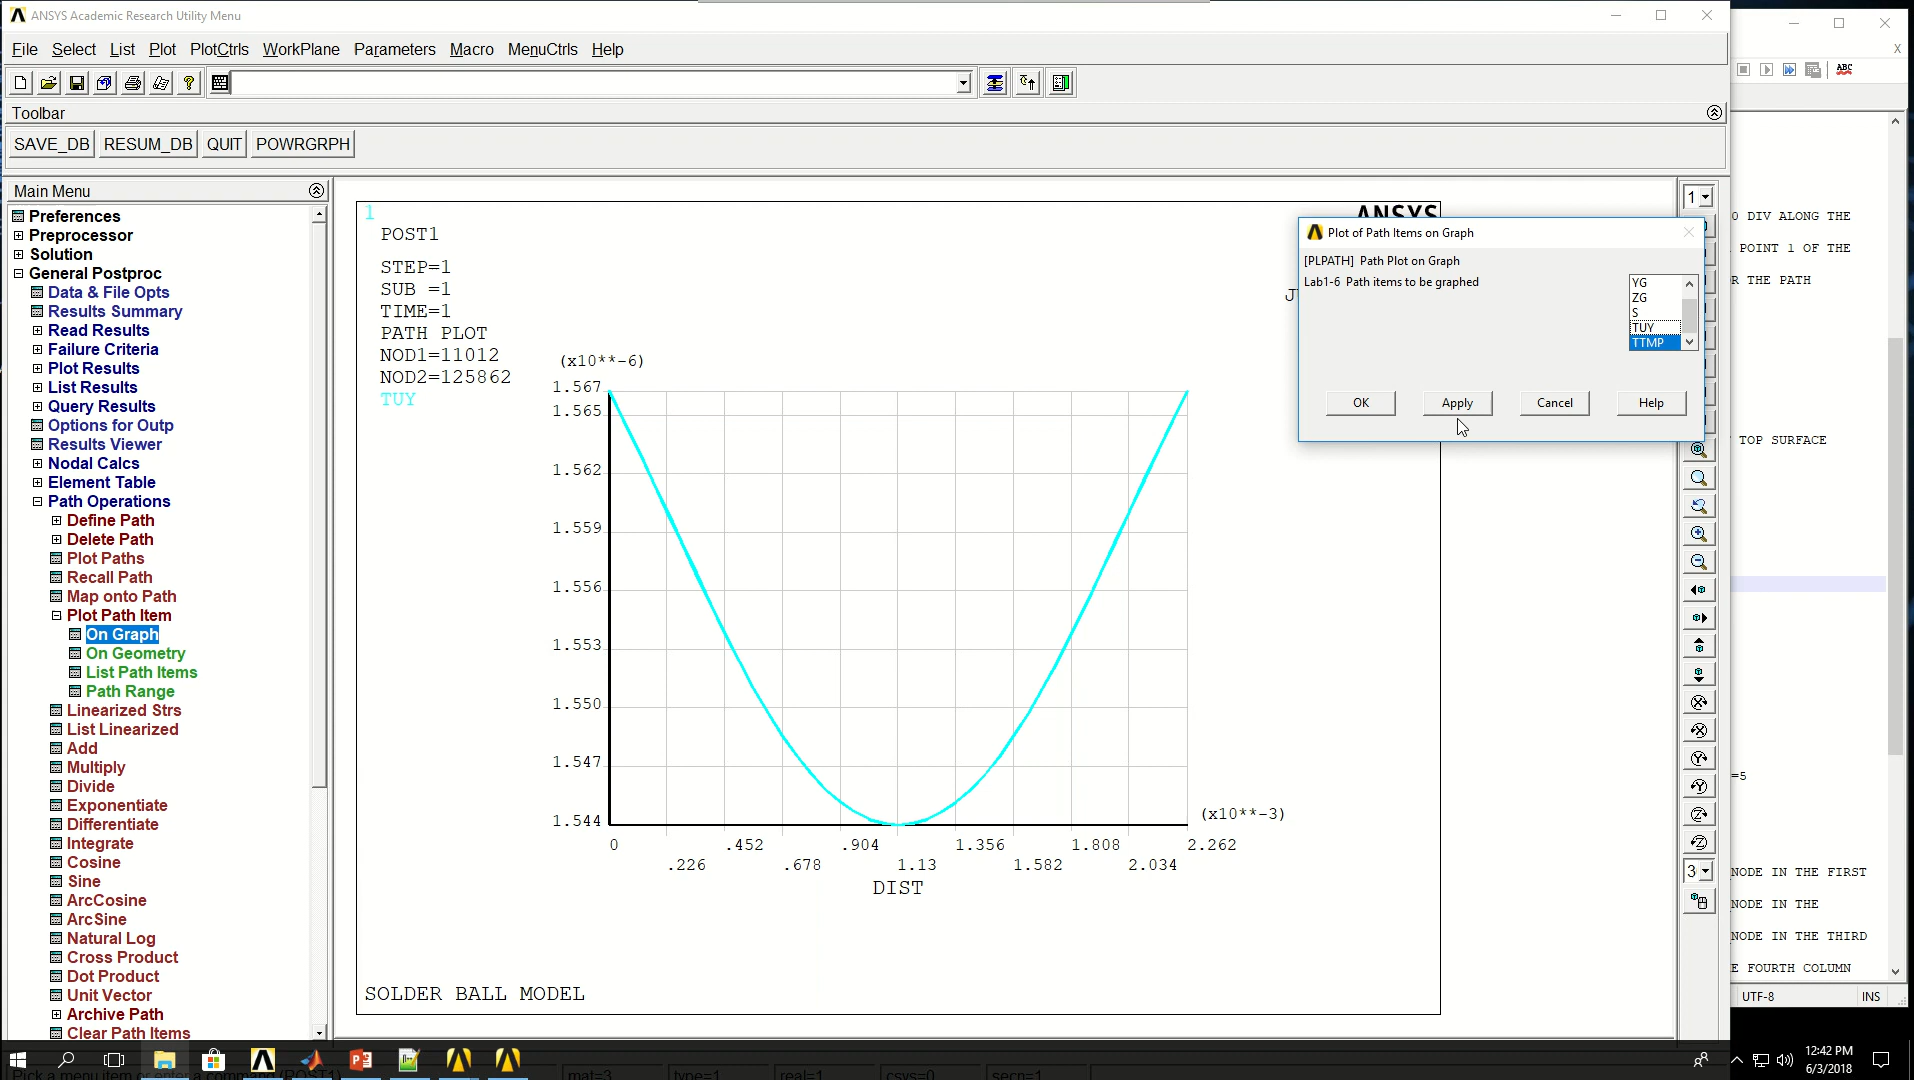 ANSYS Academic Research Utility Menu
File Select List Plot PlotCtrls WorkPlane Parameters Macro MenuCtrls Help
Toolbar
SAVE_DB RESUM_DB QUIT POWRGRPH
Main Menu
Preferences
Preprocessor
Solution
General Postproc
Data & File Opts
Results Summary
Read Results
Failure Criteria
Plot Results
List Results
Query Results
Options for Outp
Results Viewer
Nodal Calcs
Element Table
Path Operations
Define Path
Delete Path
Plot Paths
Recall Path
Map onto Path
Plot Path Item
On Graph
On Geometry
List Path Items
Path Range
Linearized Strs
List Linearized
Add
Multiply
Divide
Exponentiate
Differentiate
Integrate
Cosine
Sine
ArcCosine
ArcSine
Natural Log
Cross Product
Dot Product
Unit Vector
Archive Path
Clear Path Items
1
POST1
STEP=1
SUB =1
TIME=1
PATH PLOT
NOD1=11012
NOD2=125862
TUY
ANSYS
(x10**-6)
1.567
1.565
1.562
1.559
1.556
1.553
1.550
1.547
1.544
(x10**-3)
0 .452 .904 1.356 1.808 2.262
.226 .678 1.13 1.582 2.034
DIST
SOLDER BALL MODEL
Plot of Path Items on Graph
[PLPATH] Path Plot on Graph
Lab1-6 Path items to be graphed
YG
ZG
S
TUY
TTMP
OK Apply Cancel Help
1
3
ABC
0 DIV ALONG THE
POINT 1 OF THE
R THE PATH
TOP SURFACE
=5
NODE IN THE FIRST
NODE IN THE
NODE IN THE THIRD
E FOURTH COLUMN
UTF-8 INS
Pick a menu item or enter a command (POST1) mat=3 type=1 real=1 csys=0 secn=1
12:42 PM
6/3/2018